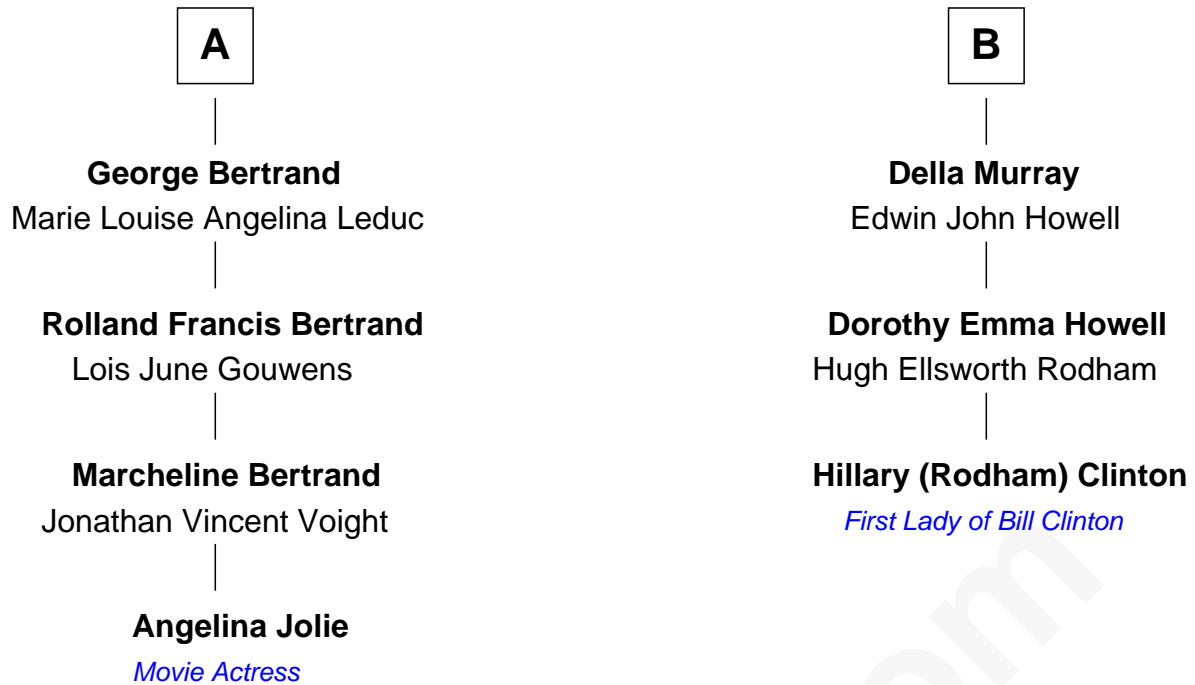 A
George Bertrand
Marie Louise Angelina Leduc
Rolland Francis Bertrand
Lois June Gouwens
Marcheline Bertrand
Jonathan Vincent Voight
Angelina Jolie
Movie Actress
B
Della Murray
Edwin John Howell
Dorothy Emma Howell
Hugh Ellsworth Rodham
Hillary (Rodham) Clinton
First Lady of Bill Clinton
om